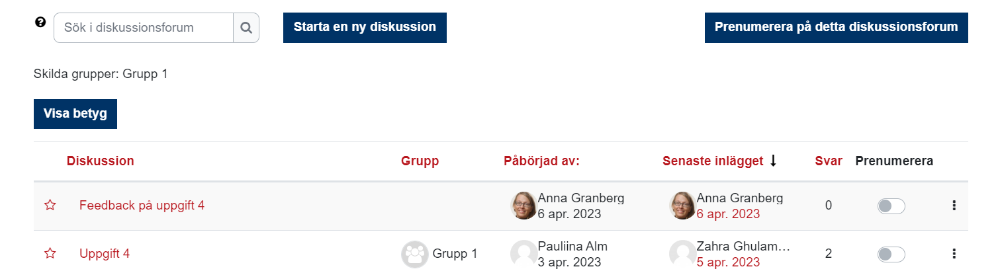 Sök i diskussionsforum
Starta en ny diskussion
Prenumerera på detta diskussionsforum
Skilda grupper: Grupp 1
Visa betyg
Diskussion Grupp Påbörjad av: Senaste inlägget Svar Prenumerera
Feedback på uppgift 4 Anna Granberg 6 apr. 2023 Anna Granberg 6 apr. 2023 0
Uppgift 4 Grupp 1 Pauliina Alm 3 apr. 2023 Zahra Ghulam... 5 apr. 2023 2